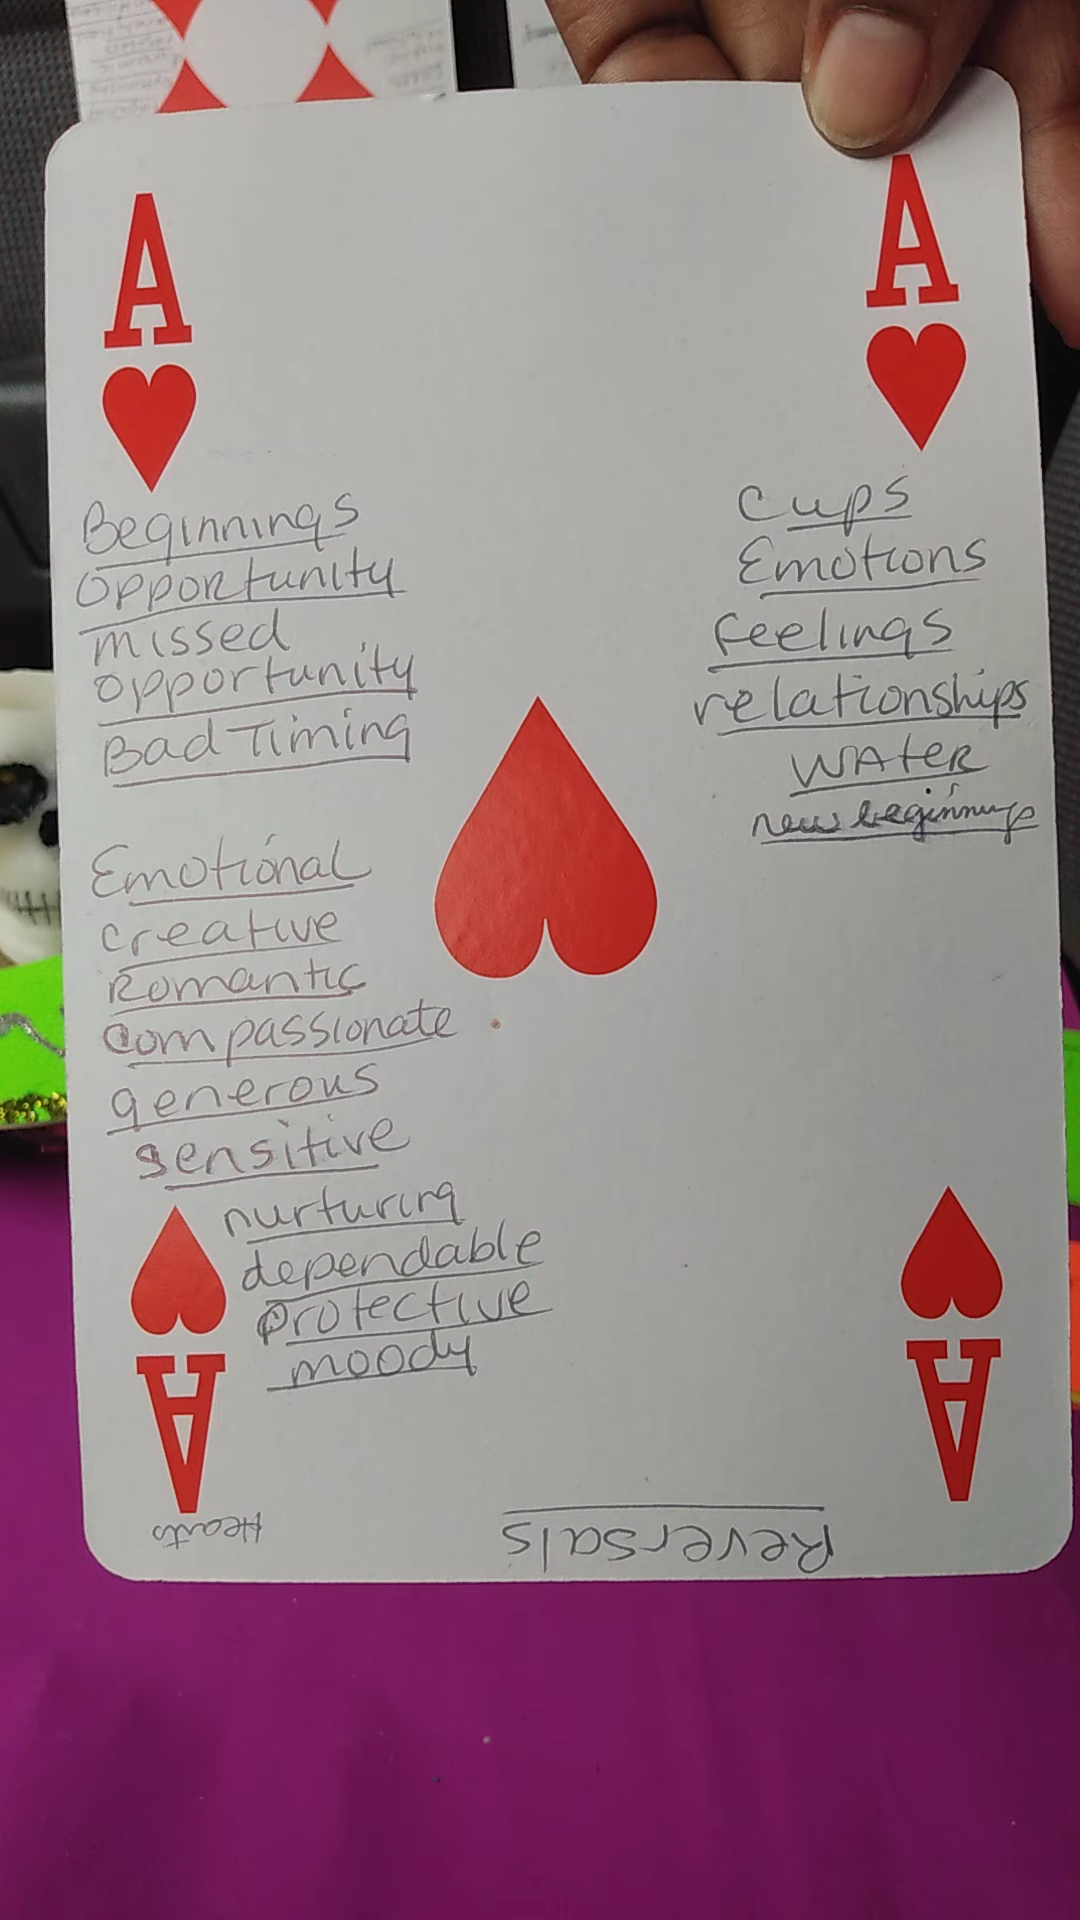 A
A
Beginnings
Opportunity
missed
opportunity
Bad Timing
Cups
Emotions
Feelings
relationships
Water
new beginnings
Emotional
creative
Romantic
compassionate
generous
sensitive
nurturing
dependable
protective
moody
A
A
Hearts
Reversals